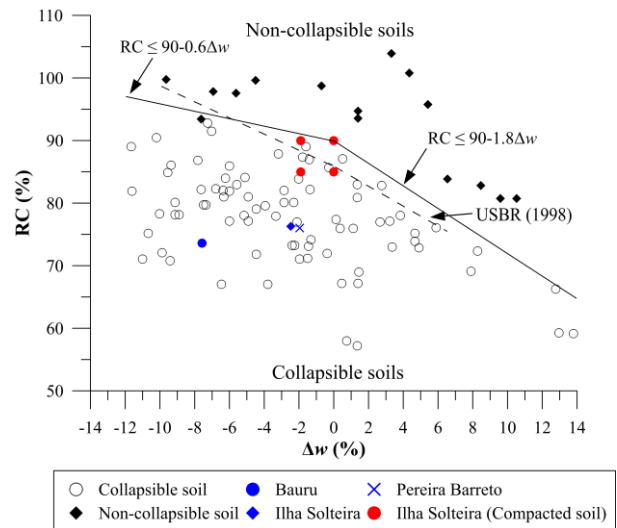 Non-collapsible soils
RC ≤ 90-0.6Δw
RC ≤ 90-1.8Δw
USBR (1998)
Collapsible soils
RC (%)
110
100
90
80
70
60
50
-14 -12 -10 -8 -6 -4 -2 0 2 4 6 8 10 12 14
Δw (%)
Collapsible soil Bauru Pereira Barreto
Non-collapsible soil Ilha Solteira Ilha Solteira (Compacted soil)